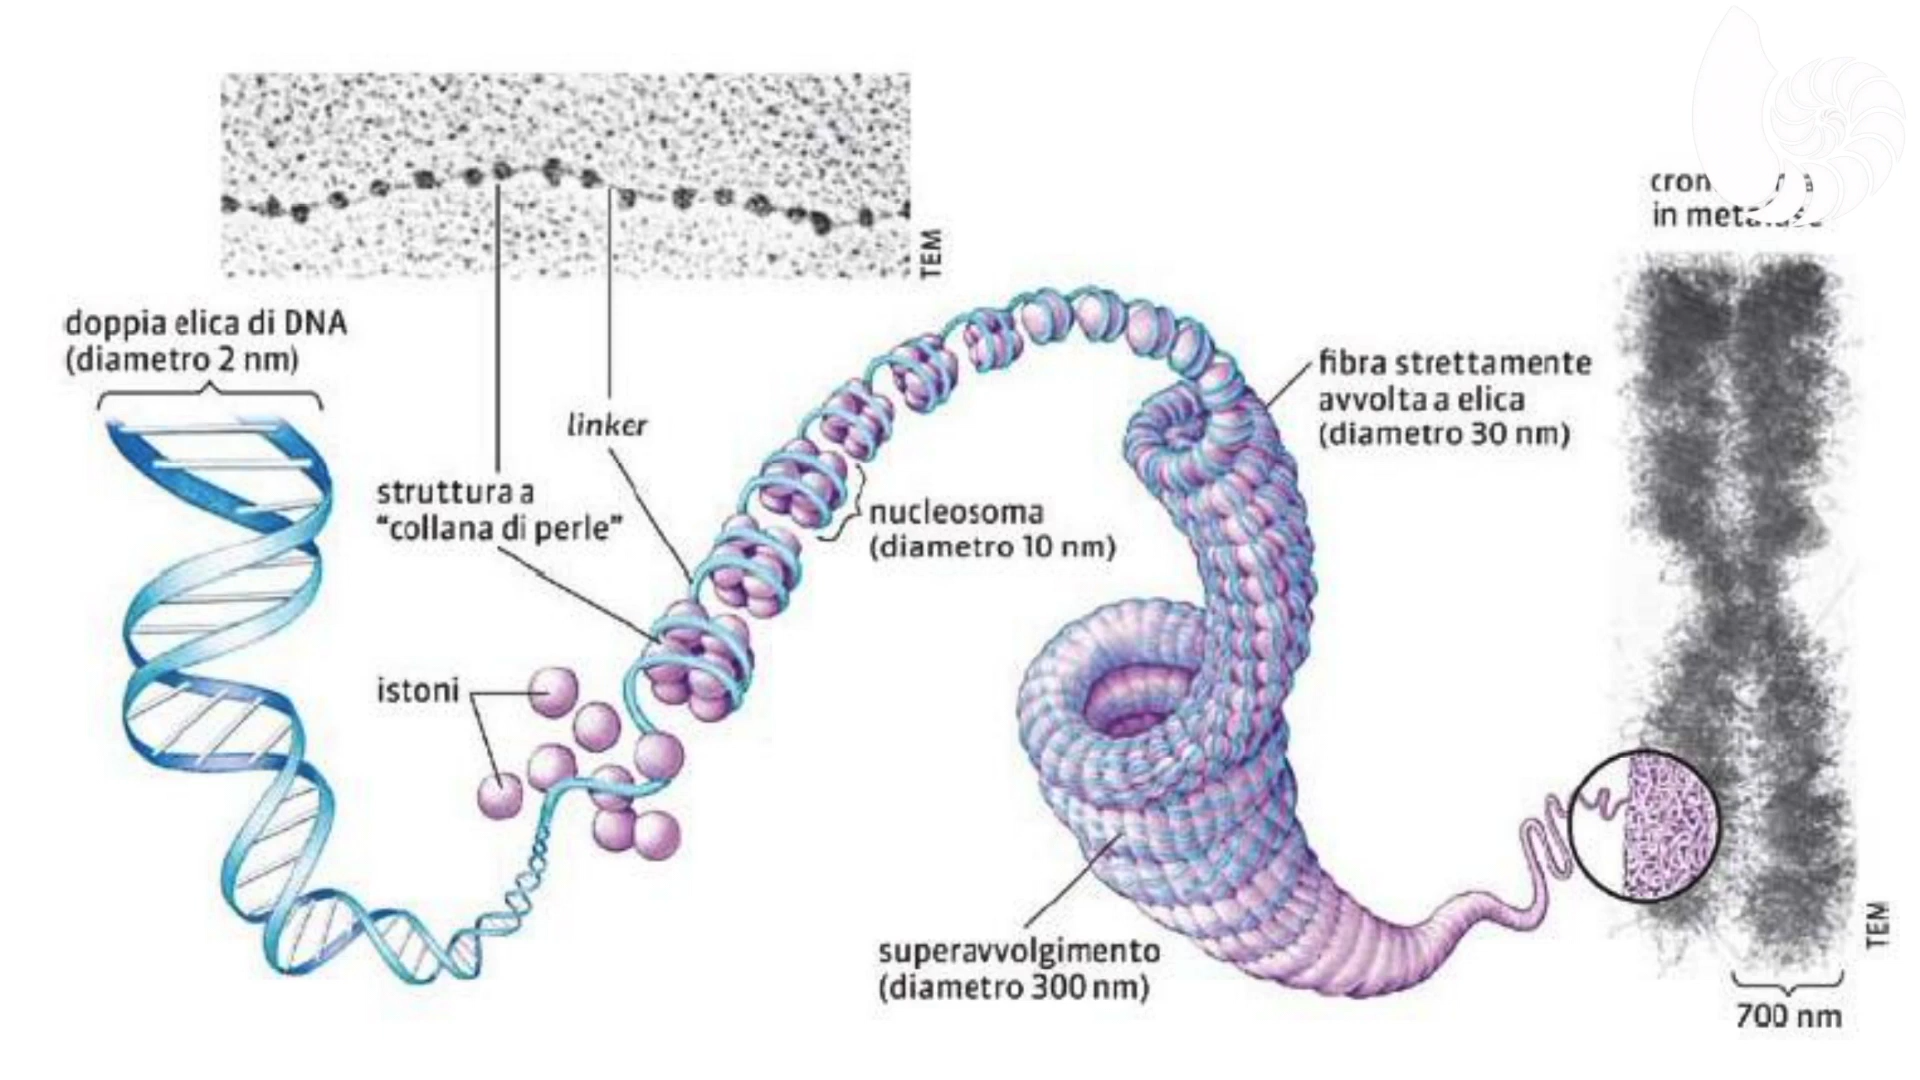 TEM
doppia elica di DNA
(diametro 2 nm)
linker
struttura a
“collana di perle”
istoni
nucleosoma
(diametro 10 nm)
fibra strettamente
avvolta a elica
(diametro 30 nm)
superavvolgimento
(diametro 300 nm)
in
TEM
700 nm